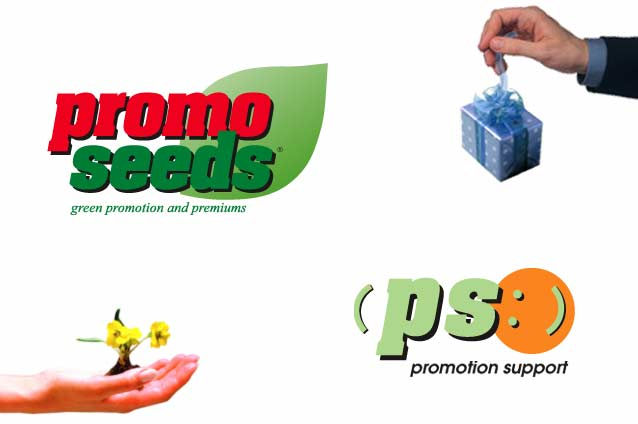 promo
seeds®
green promotion and premiums
(ps:)
promotion support